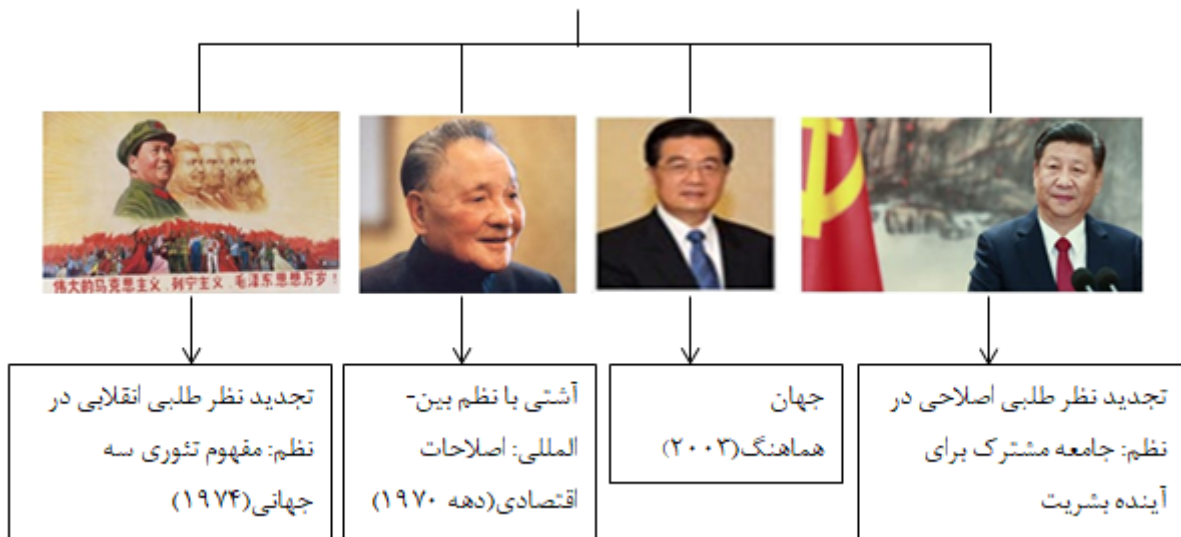 伟大的马克思主义、列宁主义、毛泽东思想万岁！
تجدید نظر طلبی انقلابی در
نظم: مفهوم تئوری سه
جهانی(۱۹۷۴)
آشتی با نظم بین-
المللی: اصلاحات
اقتصادی(دهه ۱۹۷۰)
جهان
هماهنگ(۲۰۰۳)
تجدید نظر طلبی اصلاحی در
نظم: جامعه مشترک برای
آینده بشریت